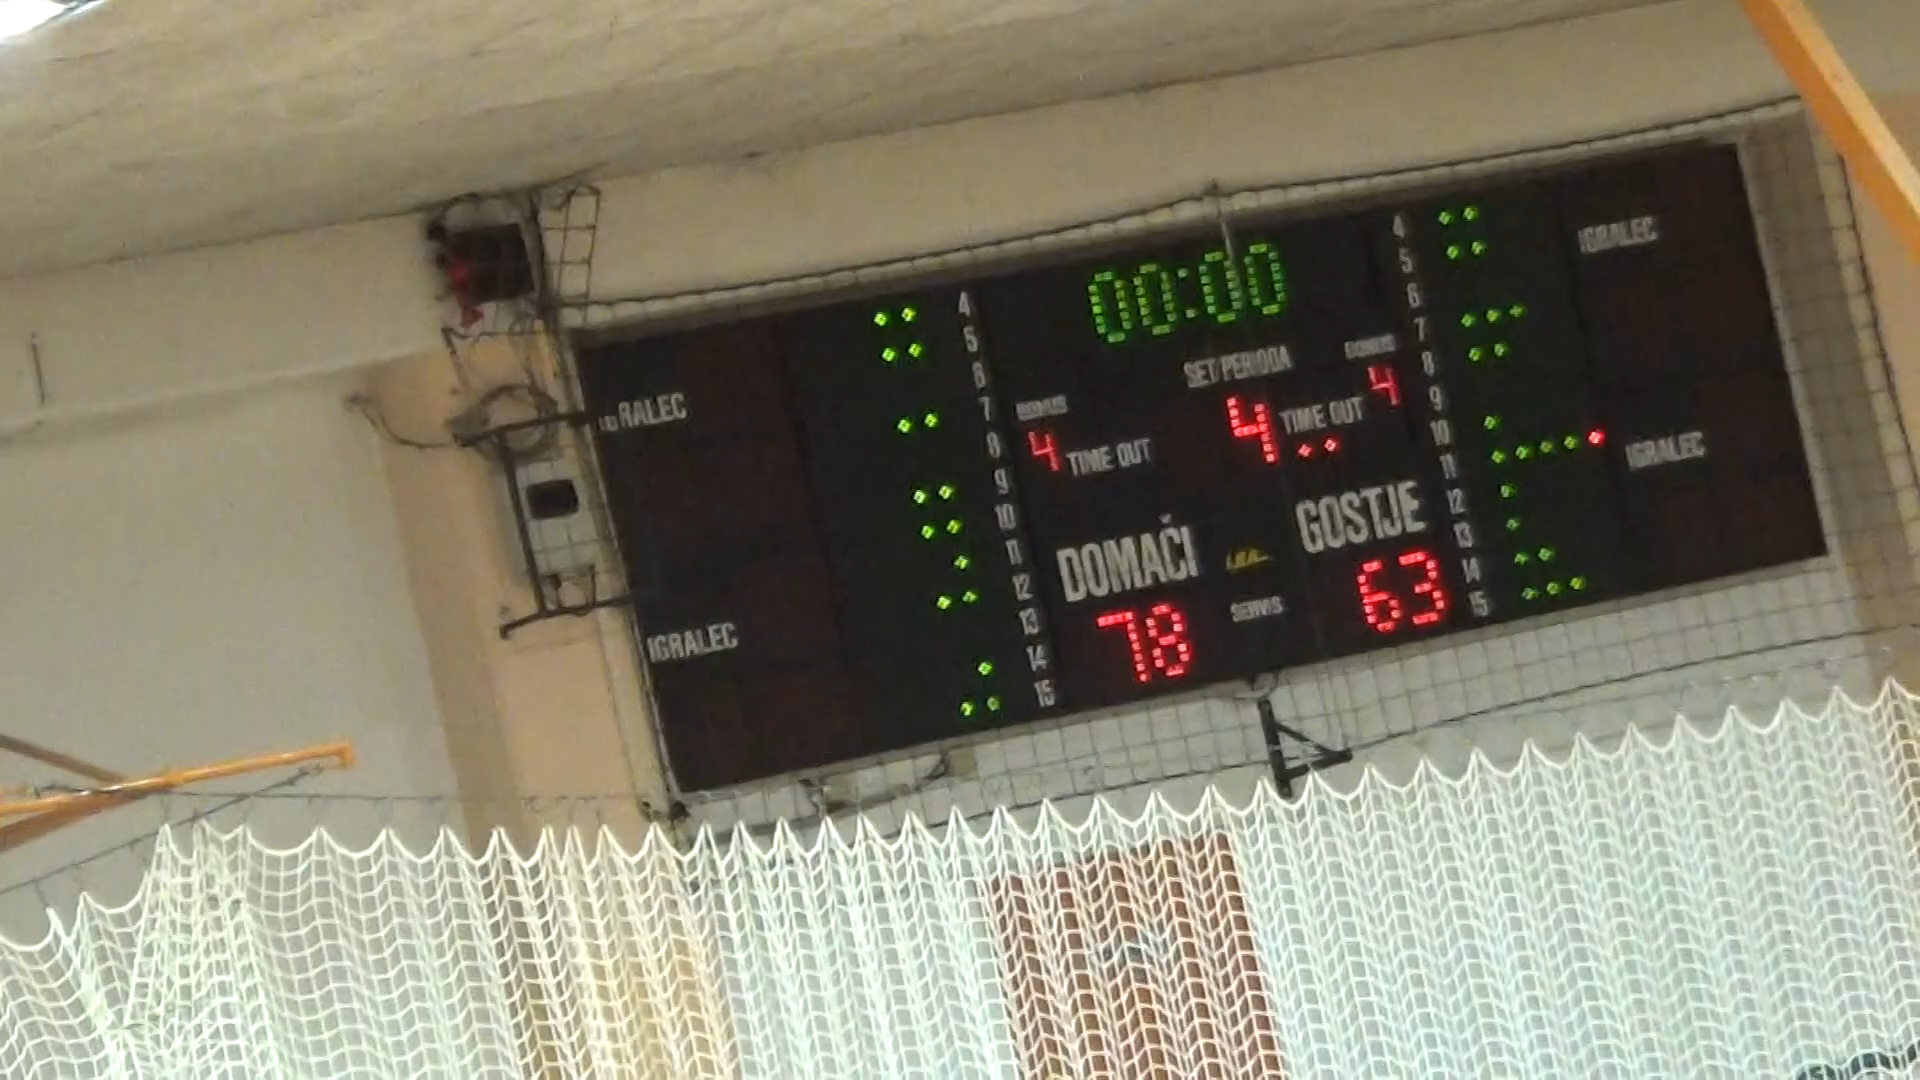 00:00
SET/PERIODA
BONUS
BONUS
4
4
4
TIME OUT
TIME OUT
DOMAČI
GOSTJE
78
SERVIS
63
IGRALEC
IGRALEC
IGRALEC
IGRALEC
4
5
6
7
8
9
10
11
12
13
14
15
4
5
6
7
8
9
10
11
12
13
14
15